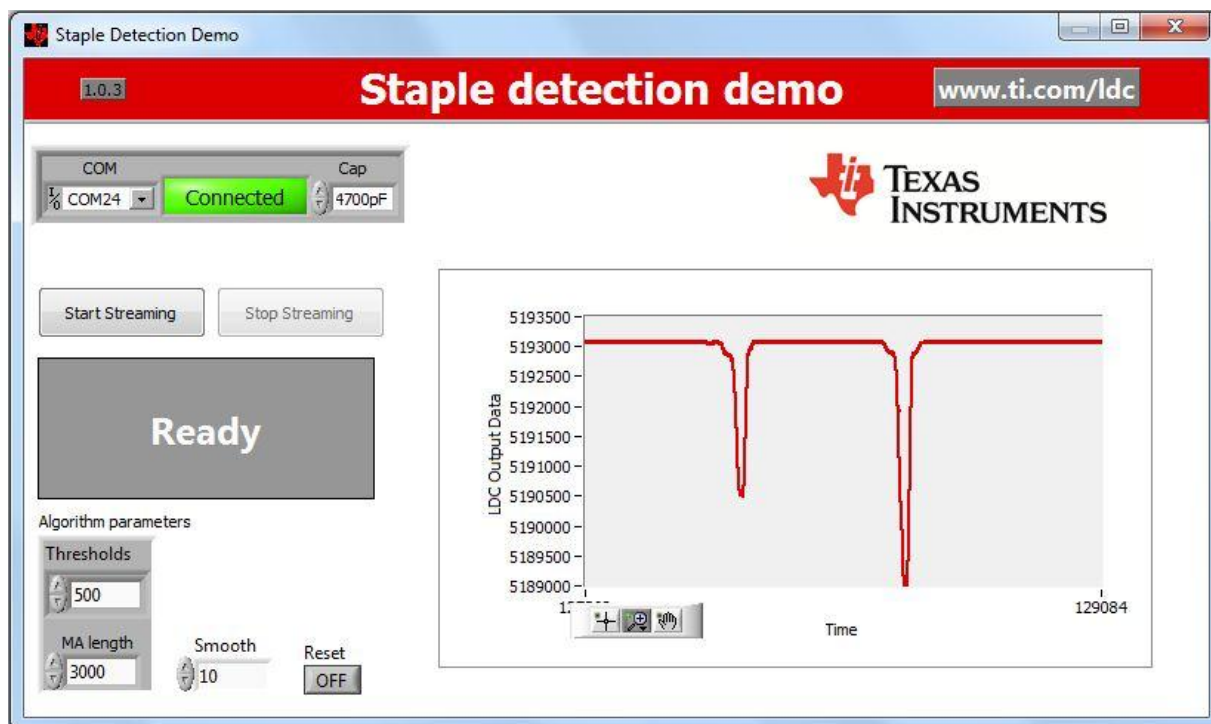 Staple Detection Demo
1.0.3
Staple detection demo
www.ti.com/ldc
COM
Cap
COM24
Connected
4700pF
TEXAS
INSTRUMENTS
Start Streaming
Stop Streaming
Ready
Algorithm parameters
Thresholds
500
MA length
3000
Smooth
10
Reset
OFF
LDC Output Data
5193500
5193000
5192500
5192000
5191500
5191000
5190500
5190000
5189500
5189000
129084
Time